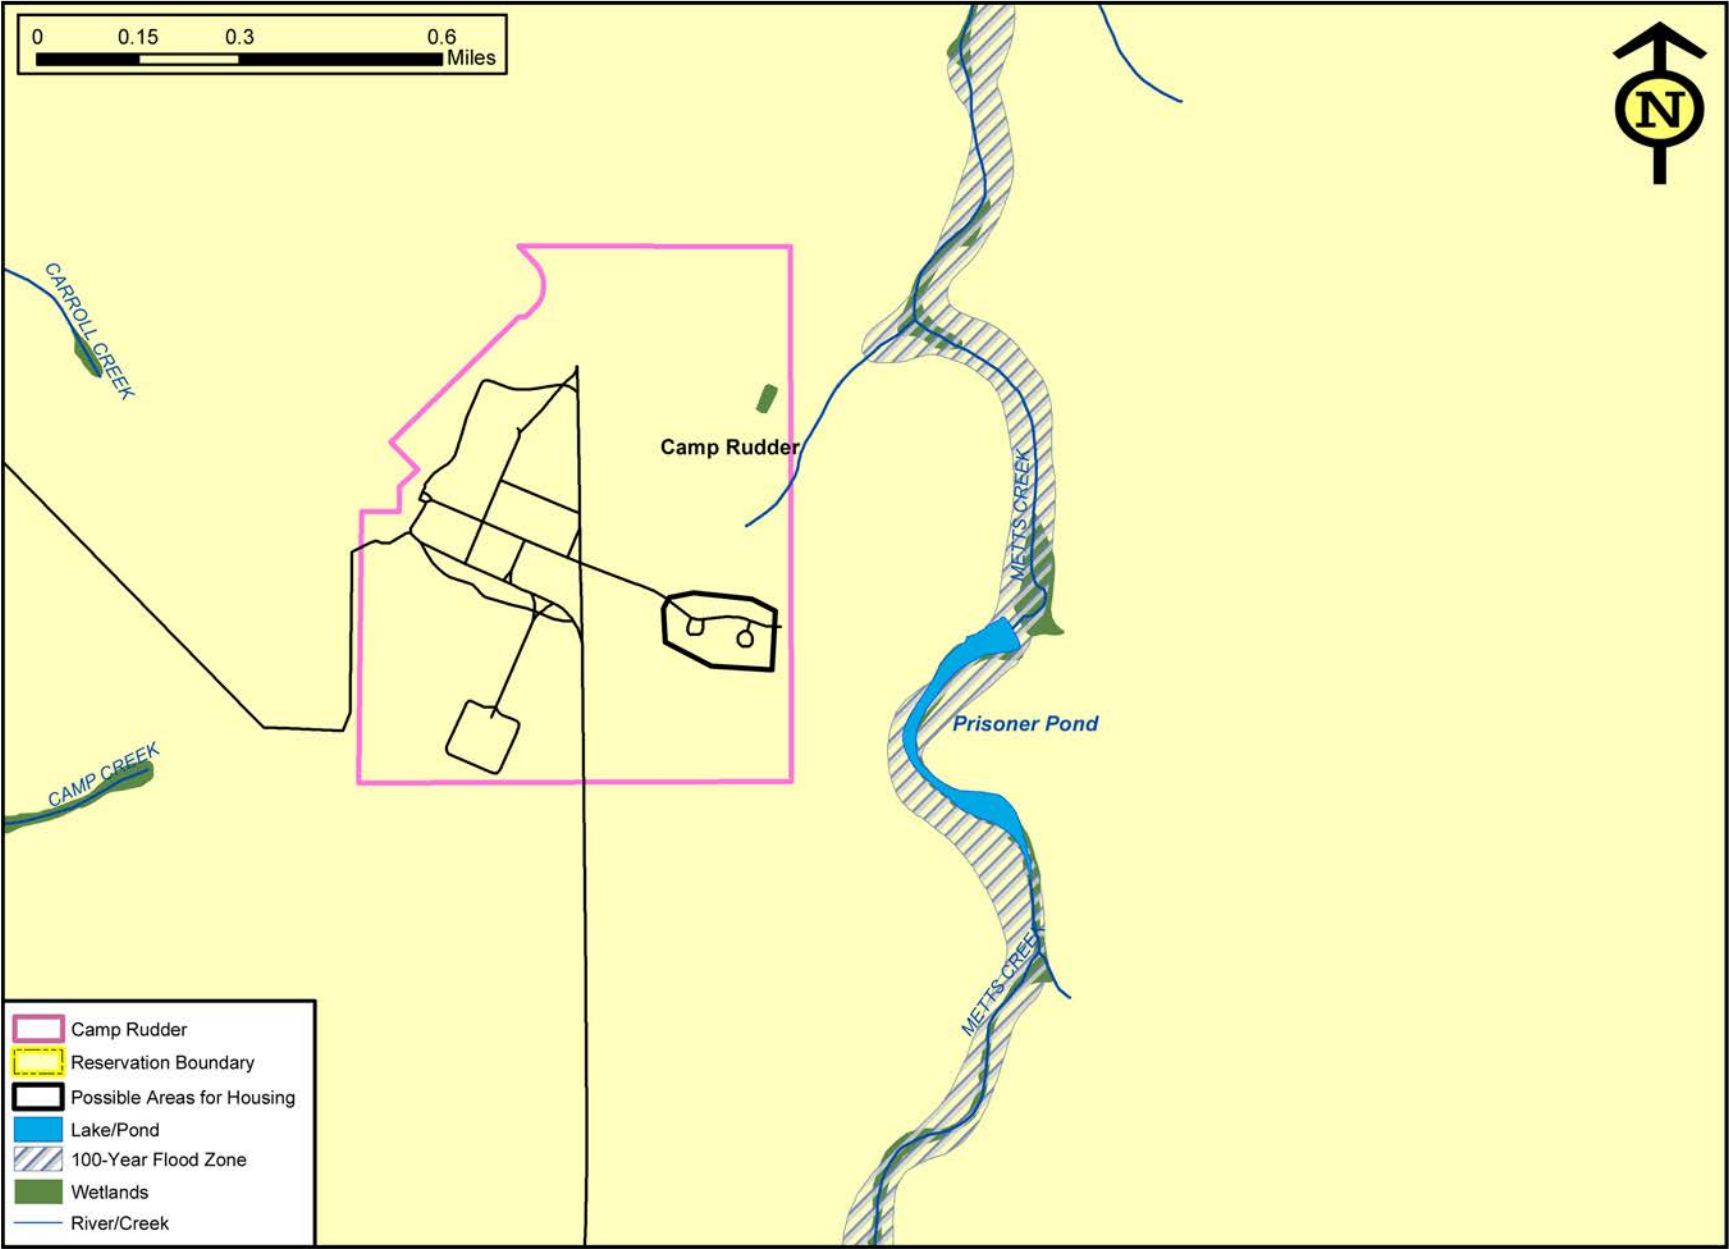 0 0.15 0.3 0.6
Miles
N
CARROLL CREEK
Camp Rudder
METTS CREEK
Prisoner Pond
CAMP CREEK
METTS CREEK
Camp Rudder
Reservation Boundary
Possible Areas for Housing
Lake/Pond
100-Year Flood Zone
Wetlands
River/Creek